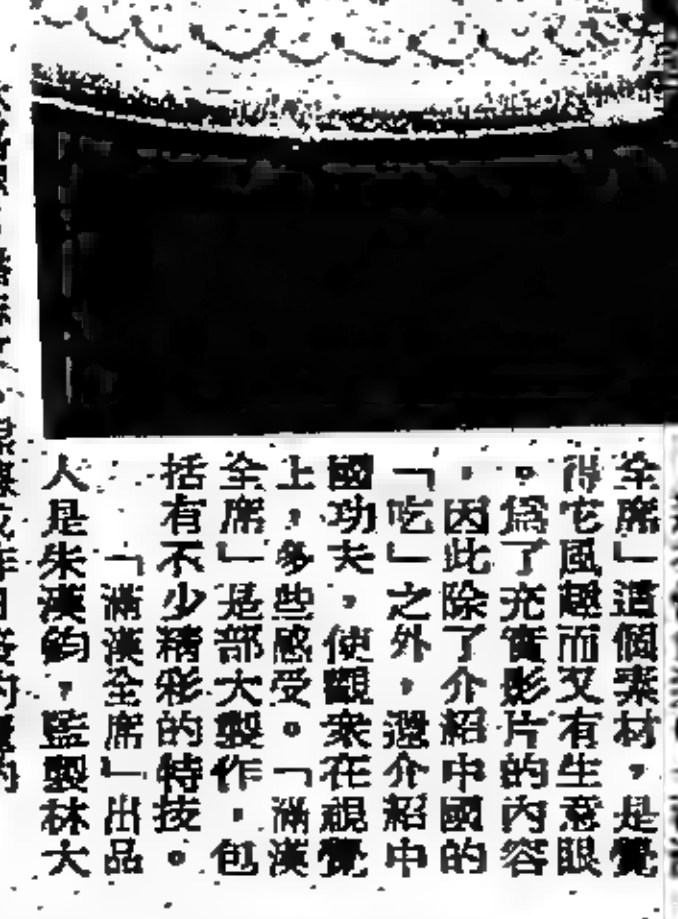 全席」這個素材，是覺
得它風趣而又有生意眼
。為了充實影片的內容
，因此除了介紹中國的
「吃」之外，還介紹中
國功夫，使觀衆在視覺
上，多些感受。「滿漢
全席」是部大製作，包
括有不少精彩的特技。
「滿漢全席」出品
人是朱漢鈞，監製林大